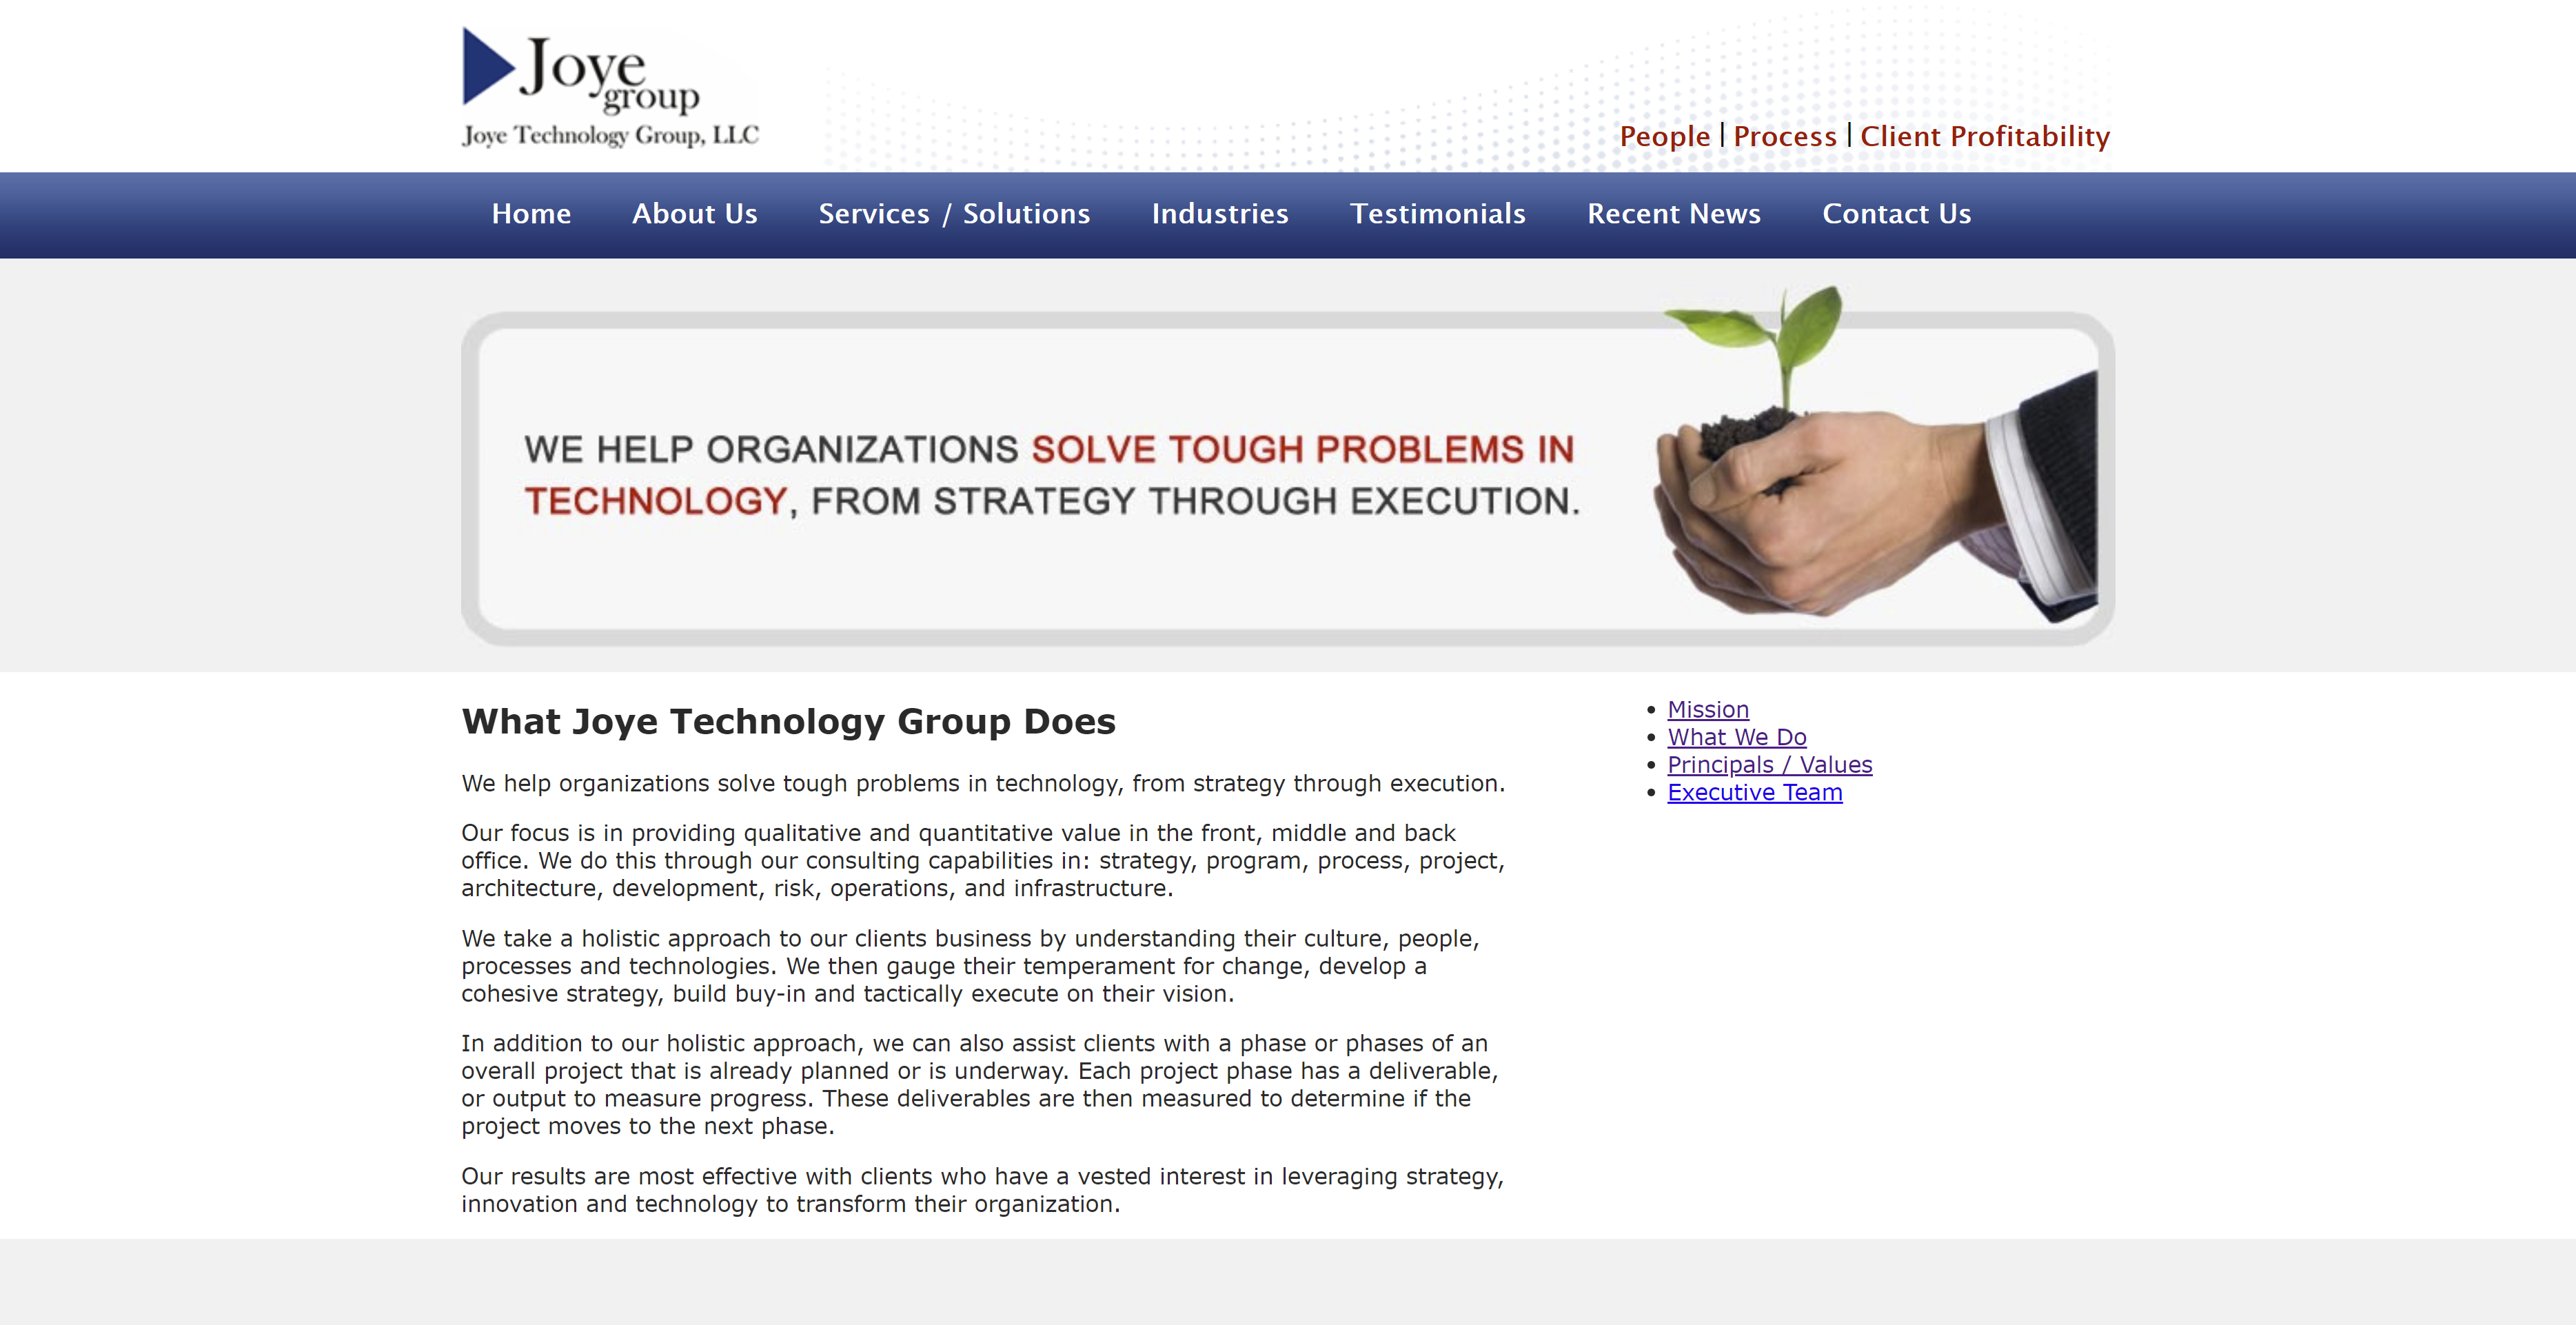 Joye
group
Joye Technology Group, LLC
People | Process | Client Profitability
Home About Us Services / Solutions Industries Testimonials Recent News Contact Us
WE HELP ORGANIZATIONS SOLVE TOUGH PROBLEMS IN
TECHNOLOGY, FROM STRATEGY THROUGH EXECUTION.
What Joye Technology Group Does
We help organizations solve tough problems in technology, from strategy through execution.
Our focus is in providing qualitative and quantitative value in the front, middle and back
office. We do this through our consulting capabilities in: strategy, program, process, project,
architecture, development, risk, operations, and infrastructure.
We take a holistic approach to our clients business by understanding their culture, people,
processes and technologies. We then gauge their temperament for change, develop a
cohesive strategy, build buy-in and tactically execute on their vision.
In addition to our holistic approach, we can also assist clients with a phase or phases of an
overall project that is already planned or is underway. Each project phase has a deliverable,
or output to measure progress. These deliverables are then measured to determine if the
project moves to the next phase.
Our results are most effective with clients who have a vested interest in leveraging strategy,
innovation and technology to transform their organization.
• Mission
• What We Do
• Principals / Values
• Executive Team